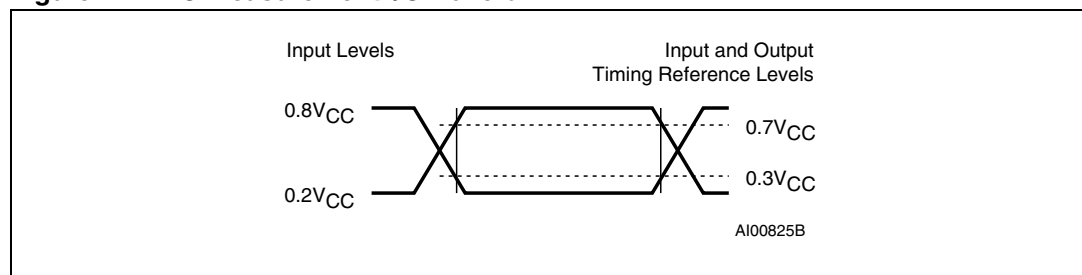 Input Levels
Input and Output
Timing Reference Levels
0.8VCC
0.7VCC
0.3VCC
0.2VCC
AI00825B